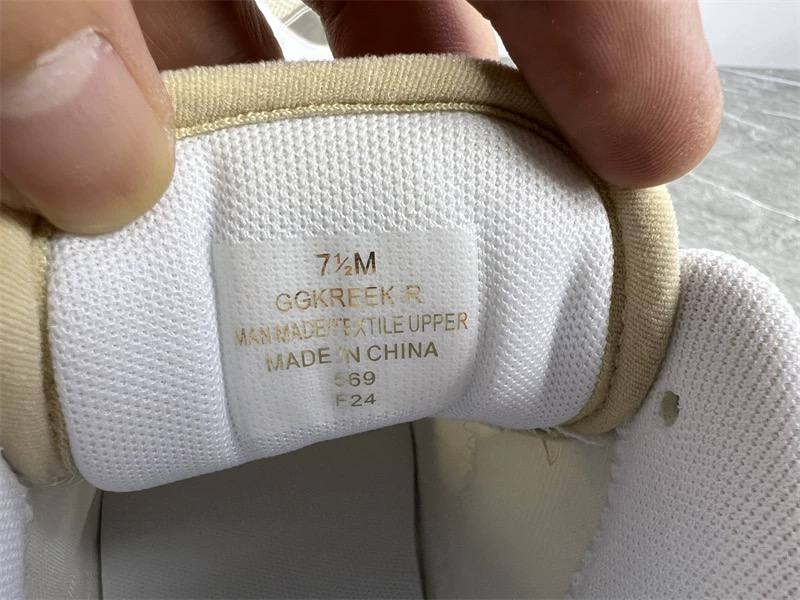 7½M
GGKREEK-R
MAN MADE/TEXTILE UPPER
MADE IN CHINA
569
F24